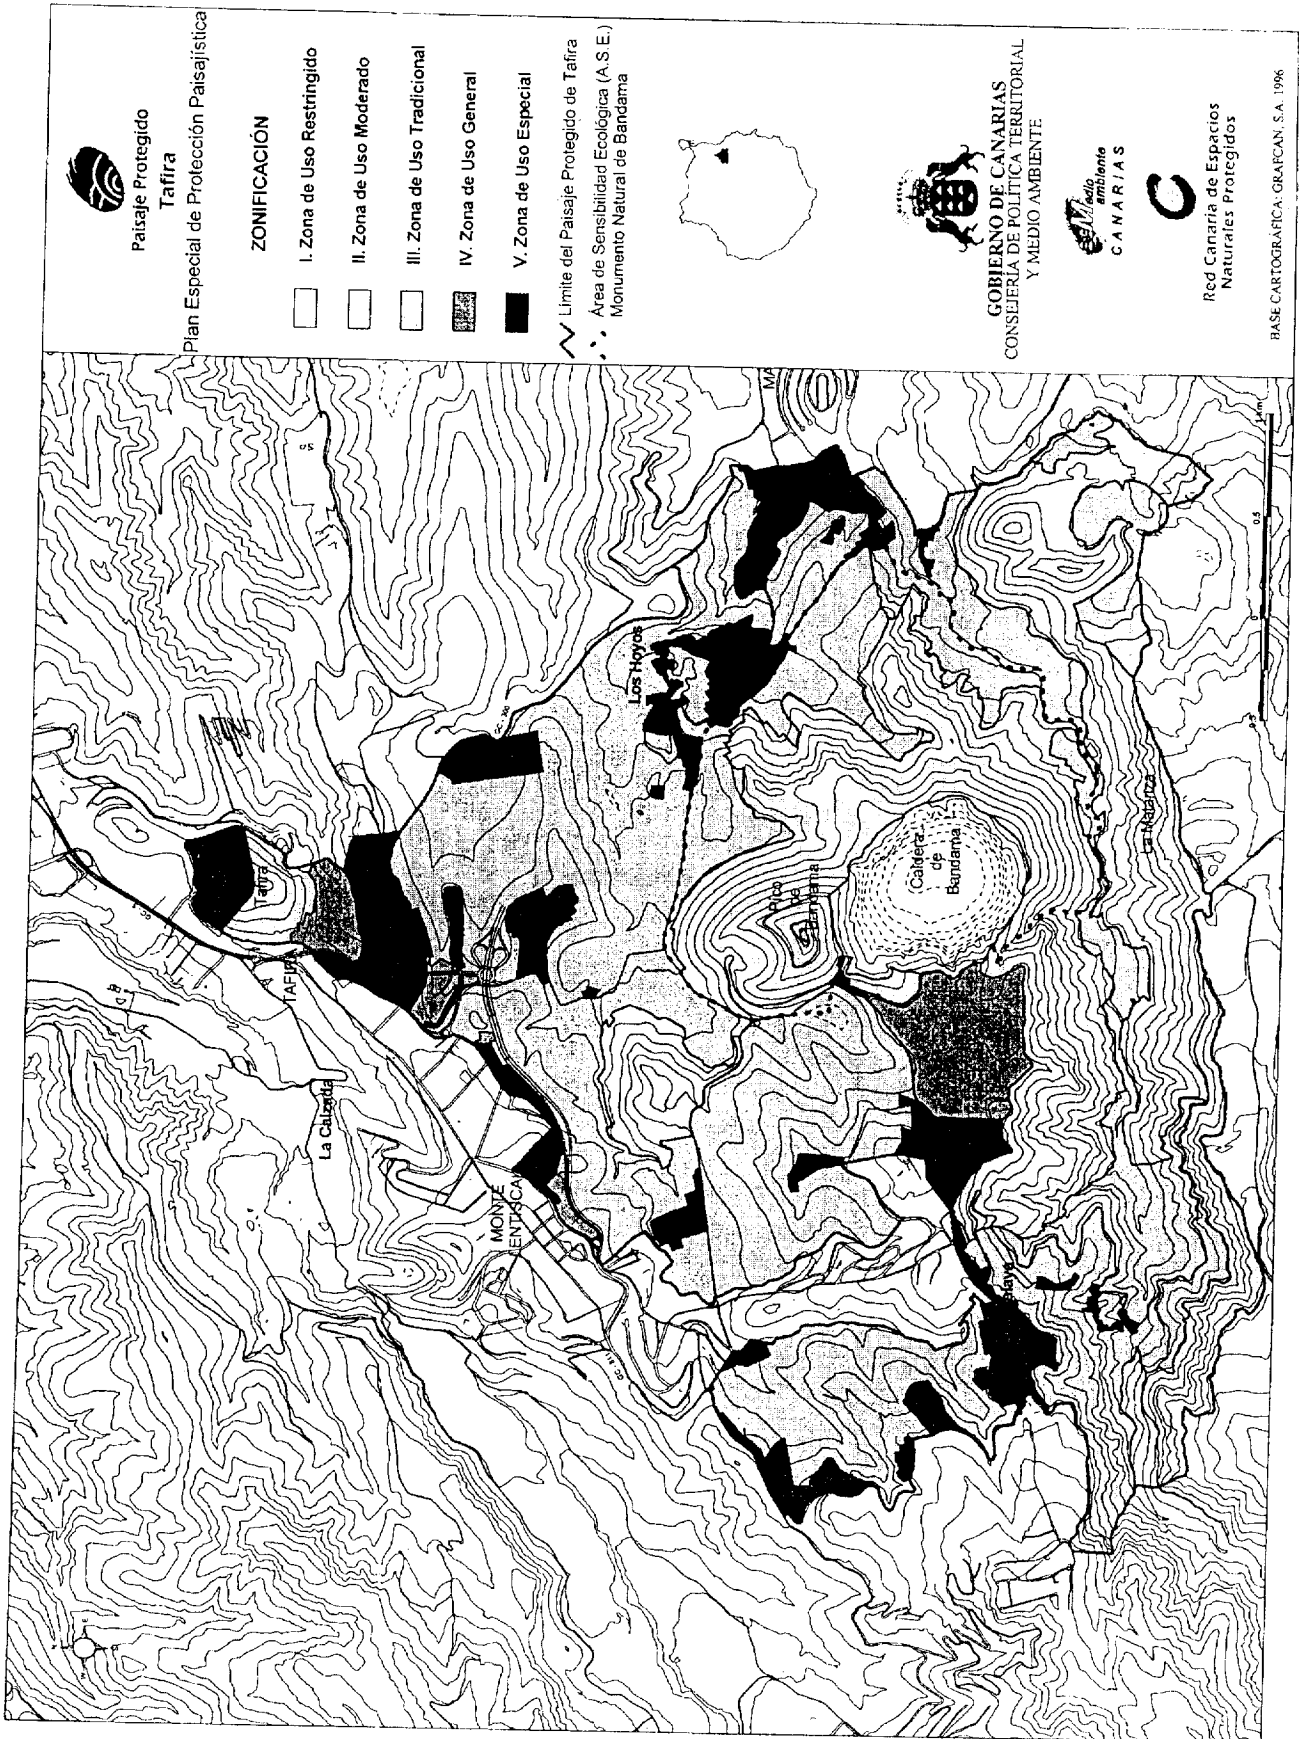 Paisaje Protegido
Tafira
Plan Especial de Protección Paisajística
ZONIFICACIÓN
I. Zona de Uso Restringido
II. Zona de Uso Moderado
III. Zona de Uso Tradicional
IV. Zona de Uso General
V. Zona de Uso Especial
Límite del Paisaje Protegido de Tafira
Área de Sensibilidad Ecológica (A.S.E.)
Monumento Natural de Bandama
GOBIERNO DE CANARIAS
CONSEJERÍA DE POLÍTICA TERRITORIAL
Y MEDIO AMBIENTE
Medio
ambiente
CANARIAS
Red Canaria de Espacios
Naturales Protegidos
BASE CARTOGRÁFICA: GRAFCAN, S.A. 1996
Tafira
TAFIRA
La Calzada
MONTE
Los Hoyos
Pico
de
Bandama
Caldera
de
Bandama
La Matanza
MA
0.5
0
0.5
1 km